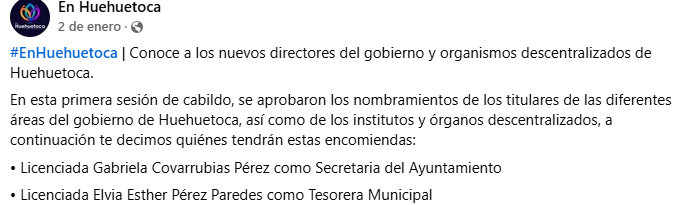 Huehuetoca
En Huehuetoca
2 de enero ·
#EnHuehuetoca | Conoce a los nuevos directores del gobierno y organismos descentralizados de
Huehuetoca.
En esta primera sesión de cabildo, se aprobaron los nombramientos de los titulares de las diferentes
áreas del gobierno de Huehuetoca, así como de los institutos y órganos descentralizados, a
continuación te decimos quiénes tendrán estas encomiendas:
• Licenciada Gabriela Covarrubias Pérez como Secretaria del Ayuntamiento
• Licenciada Elvia Esther Pérez Paredes como Tesorera Municipal